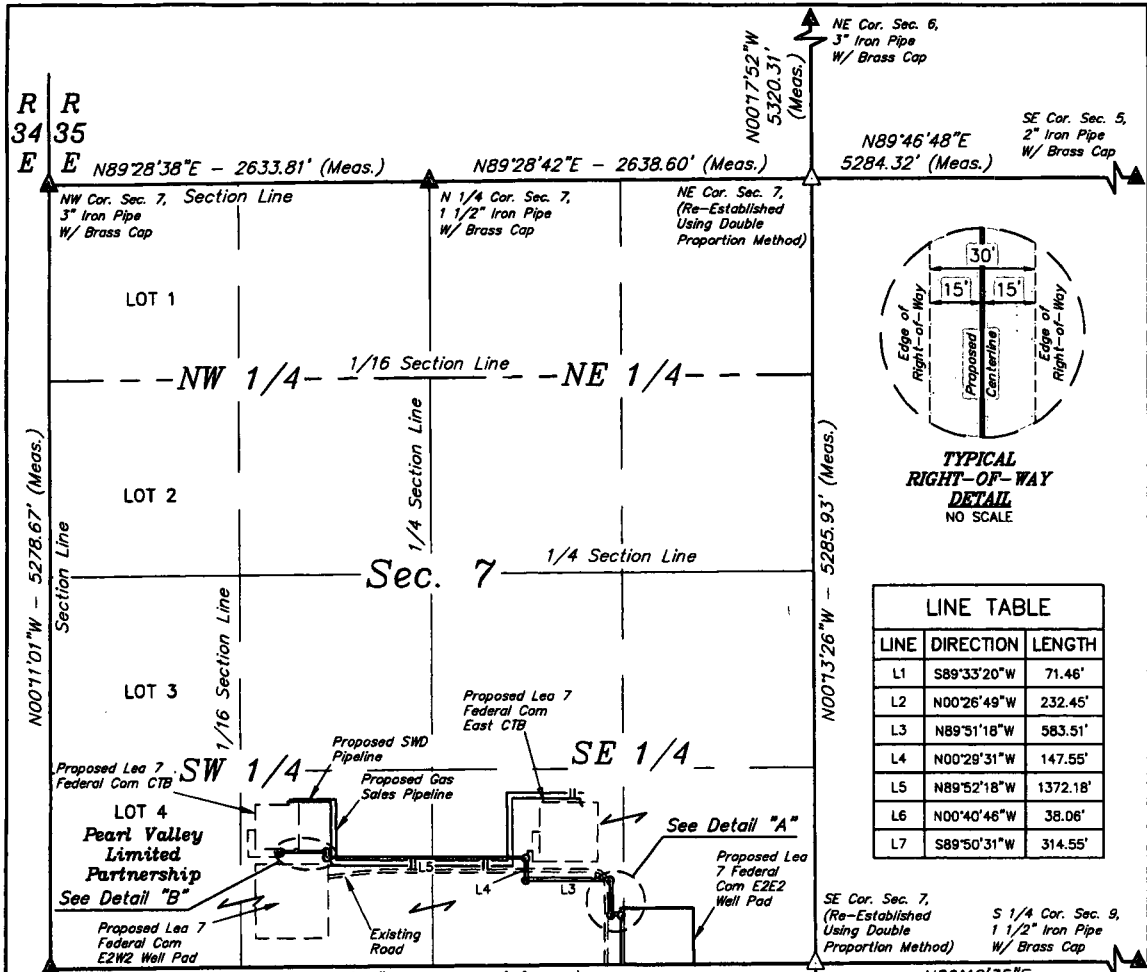 NE Cor. Sec. 6,
3" Iron Pipe
W/ Brass Cap
N00°17'52"W
5320.31'
(Meas.)
R R
34 35
E E
N89°28'38"E - 2633.81' (Meas.)
N89°28'42"E - 2638.60' (Meas.)
N89°46'48"E
5284.32' (Meas.)
SE Cor. Sec. 5,
2" Iron Pipe
W/ Brass Cap
NW Cor. Sec. 7,
3" Iron Pipe
W/ Brass Cap
Section Line
N 1/4 Cor. Sec. 7,
1 1/2" Iron Pipe
W/ Brass Cap
NE Cor. Sec. 7,
(Re-Established
Using Double
Proportion Method)
LOT 1
30'
15' 15'
Edge of
Right-of-Way
Proposed
Centerline
Edge of
Right-of-Way
TYPICAL
RIGHT-OF-WAY
DETAIL
NO SCALE
NW 1/4
1/16 Section Line
NE 1/4
N00°11'01"W - 5278.67' (Meas.)
Section Line
LOT 2
1/4 Section Line
1/4 Section Line
Sec. 7
N00°13'26"W - 5285.93' (Meas.)
LINE TABLE
LINE DIRECTION LENGTH
L1 S89°33'20"W 71.46'
L2 N00°26'49"W 232.45'
L3 N89°51'18"W 583.51'
L4 N00°29'31"W 147.55'
L5 N89°52'18"W 1372.18'
L6 N00°40'46"W 38.06'
L7 S89°50'31"W 314.55'
LOT 3
1/16 Section Line
Proposed Lea 7
Federal Com
East CTB
Proposed SWD
Pipeline
SW 1/4
SE 1/4
Proposed Lea 7
Federal Com CTB
Proposed Gas
Sales Pipeline
LOT 4
Pearl Valley
Limited
Partnership
See Detail "B"
See Detail "A"
L5
L4
L3
Proposed Lea
7 Federal
Com E2E2
Well Pad
Proposed Lea 7
Federal Com
E2W2 Well Pad
Existing
Road
SE Cor. Sec. 7,
(Re-Established
Using Double
Proportion Method)
S 1/4 Cor. Sec. 9,
1 1/2" Iron Pipe
W/ Brass Cap